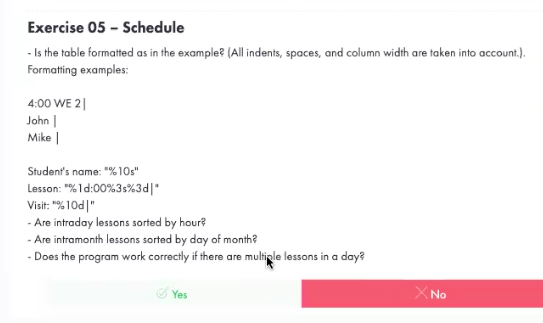 Exercise 05 – Schedule
- Is the table formatted as in the example? (All indents, spaces, and column width are taken into account.).
Formatting examples:
4:00 WE 2|
John |
Mike |
Student's name: "%10s"
Lesson: "%1d:00%3s%3d|"
Visit: "%10d|"
- Are intraday lessons sorted by hour?
- Are intramonth lessons sorted by day of month?
- Does the program work correctly if there are multiple lessons in a day?
Yes
No